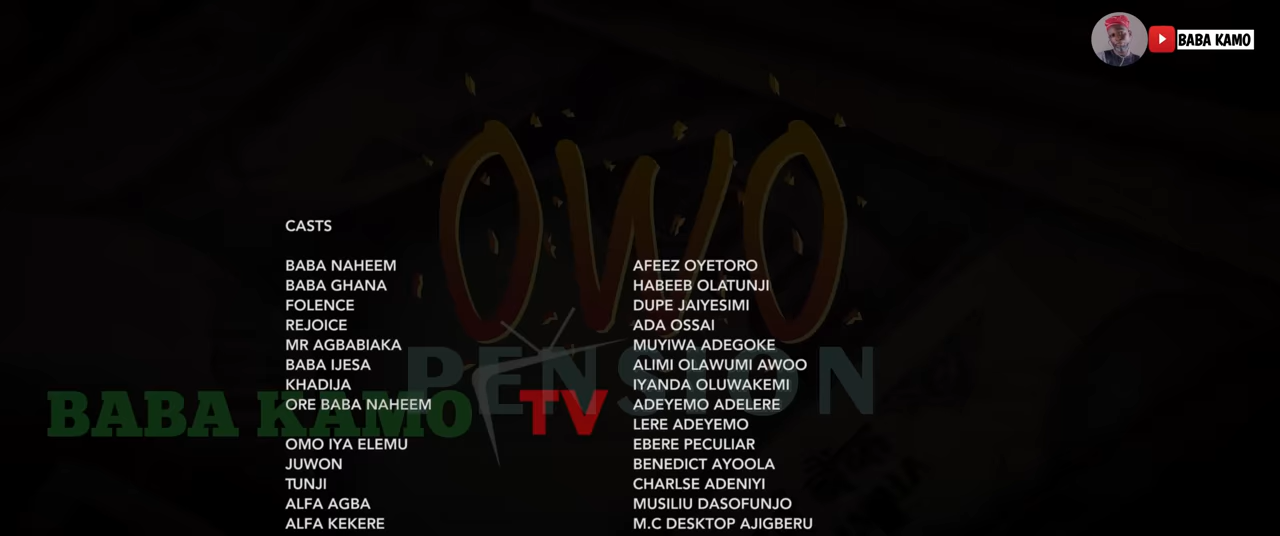 BABA KAMO
OWO
PENSION
BABA KAMO TV
CASTS
BABA NAHEEM AFEEZ OYETORO
BABA GHANA HABEEB OLATUNJI
FOLENCE DUPE JAIYESIMI
REJOICE ADA OSSAI
MR AGBABIAKA MUYIWA ADEGOKE
BABA IJESA ALIMI OLAWUMI AWOO
KHADIJA IYANDA OLUWAKEMI
ORE BABA NAHEEM ADEYEMO ADELERE
LERE ADEYEMO
OMO IYA ELEMU EBERE PECULIAR
JUWON BENEDICT AYOOLA
TUNJI CHARLSE ADENIYI
ALFA AGBA MUSILIU DASOFUNJO
ALFA KEKERE M.C DESKTOP AJIGBERU